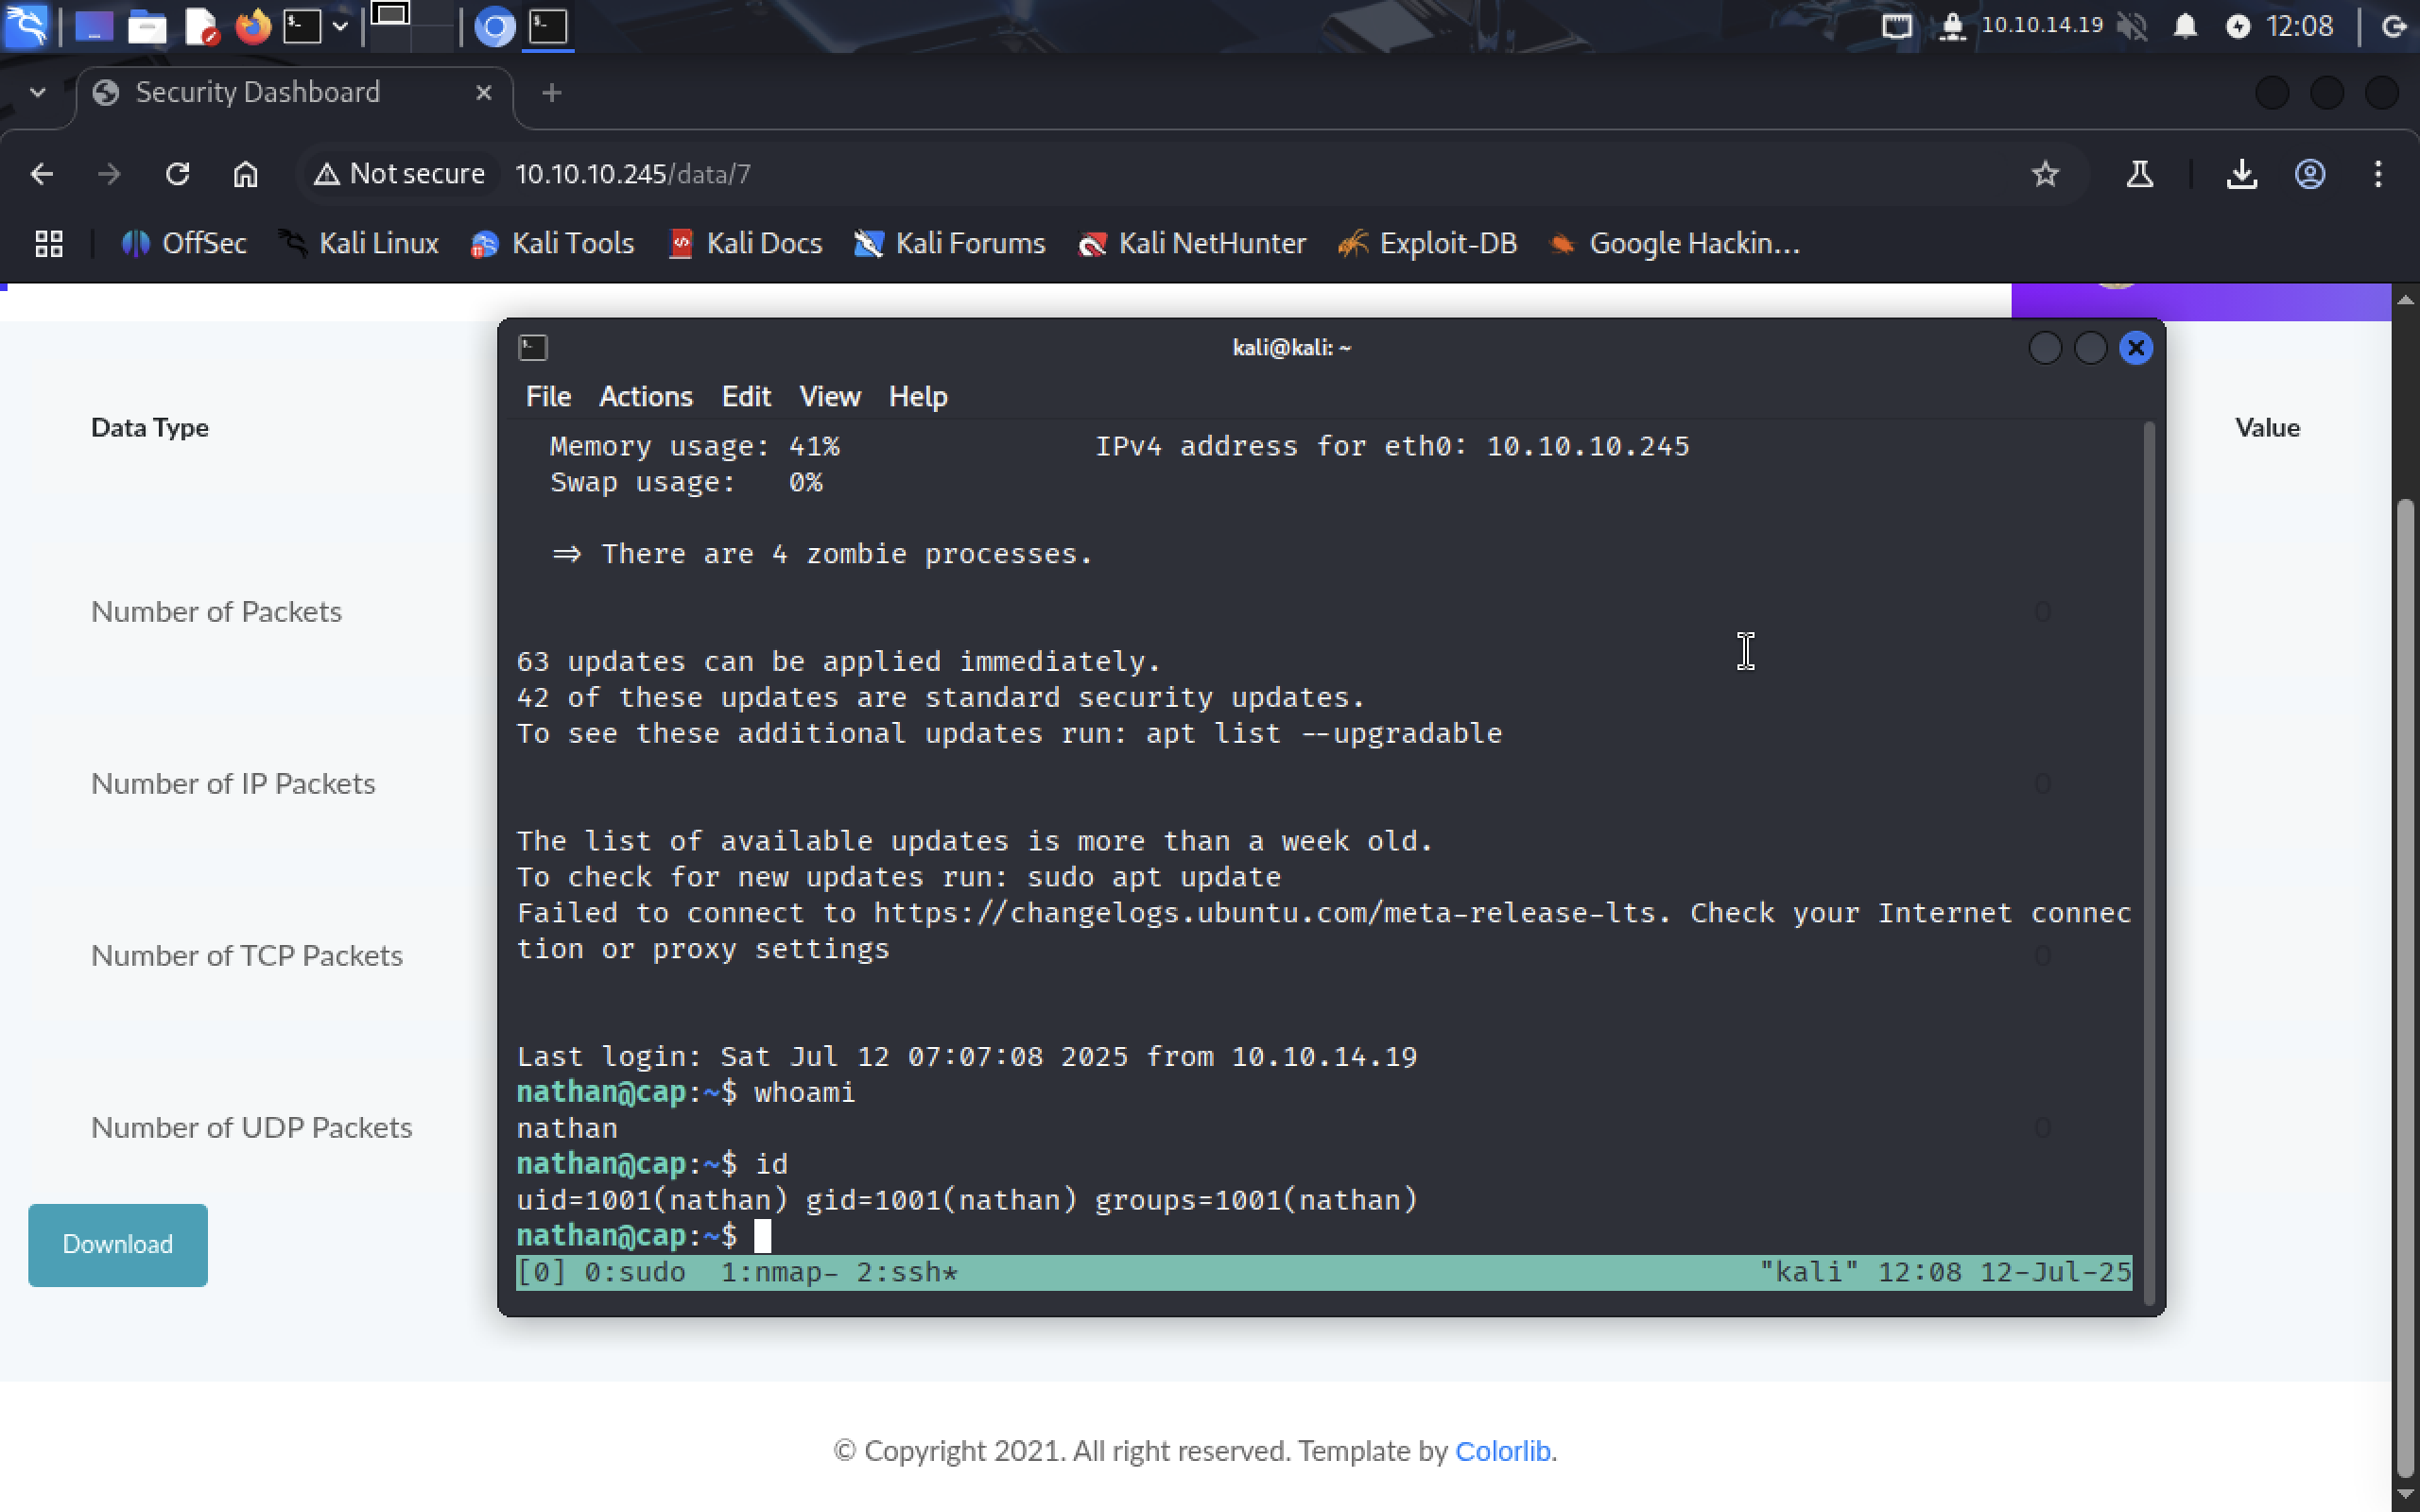 10.10.14.19
12:08
Security Dashboard
Not secure
10.10.10.245/data/7
OffSec
Kali Linux
Kali Tools
Kali Docs
Kali Forums
Kali NetHunter
Exploit-DB
Google Hackin...
kali@kali: ~
File Actions Edit View Help
Data Type
Value
Memory usage: 41% IPv4 address for eth0: 10.10.10.245
Swap usage: 0%
=> There are 4 zombie processes.
Number of Packets
0
63 updates can be applied immediately.
42 of these updates are standard security updates.
To see these additional updates run: apt list --upgradable
Number of IP Packets
0
The list of available updates is more than a week old.
To check for new updates run: sudo apt update
Failed to connect to https://changelogs.ubuntu.com/meta-release-lts. Check your Internet connec
tion or proxy settings
Number of TCP Packets
0
Last login: Sat Jul 12 07:07:08 2025 from 10.10.14.19
nathan@cap:~$ whoami
nathan
Number of UDP Packets
0
nathan@cap:~$ id
uid=1001(nathan) gid=1001(nathan) groups=1001(nathan)
nathan@cap:~$
Download
[0] 0:sudo 1:nmap- 2:ssh* "kali" 12:08 12-Jul-25
© Copyright 2021. All right reserved. Template by Colorlib.